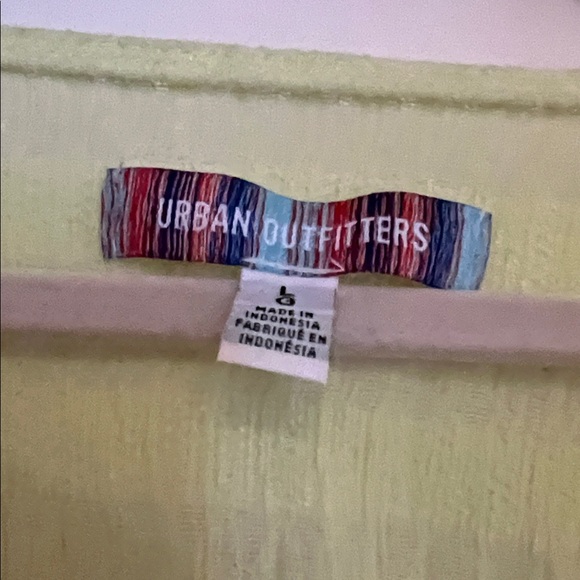 URBAN OUTFITTERS
L
G
MADE IN
INDONESIA
FABRIQUÉ EN
INDONÉSIA